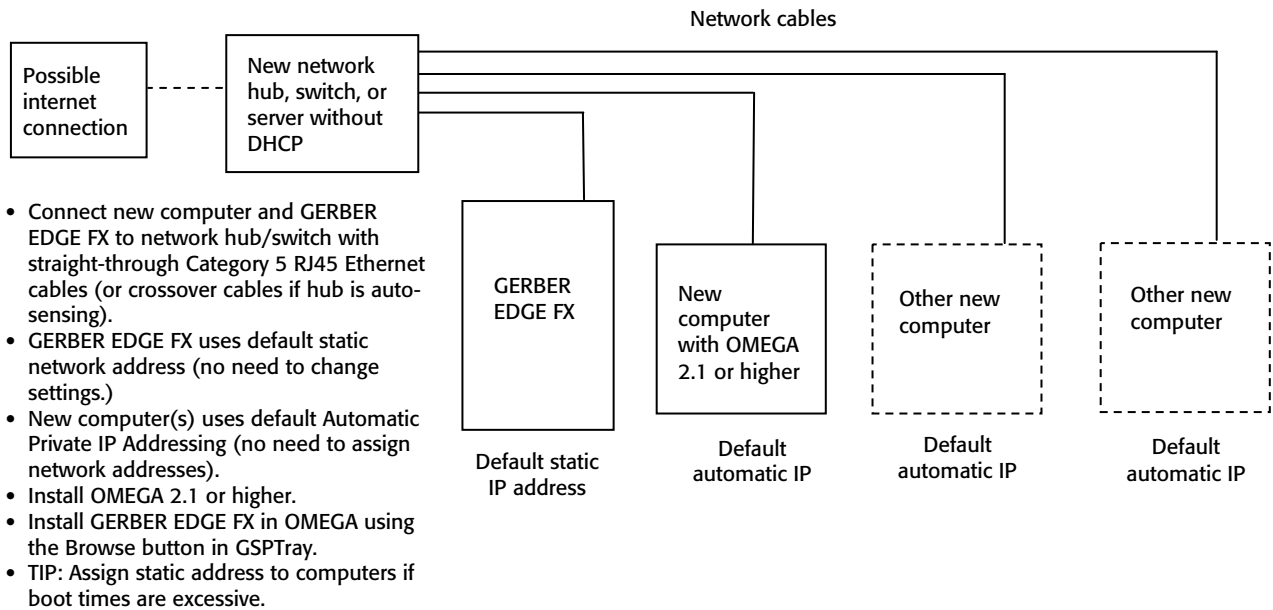 Network cables
Possible
internet
connection
New network
hub, switch, or
server without
DHCP
• Connect new computer and GERBER
EDGE FX to network hub/switch with
straight-through Category 5 RJ45 Ethernet
cables (or crossover cables if hub is auto-
sensing).
• GERBER EDGE FX uses default static
network address (no need to change
settings.)
• New computer(s) uses default Automatic
Private IP Addressing (no need to assign
network addresses).
• Install OMEGA 2.1 or higher.
• Install GERBER EDGE FX in OMEGA using
the Browse button in GSPTray.
• TIP: Assign static address to computers if
boot times are excessive.
GERBER
EDGE FX
Default static
IP address
New
computer
with OMEGA
2.1 or higher
Default
automatic IP
Other new
computer
Default
automatic IP
Other new
computer
Default
automatic IP